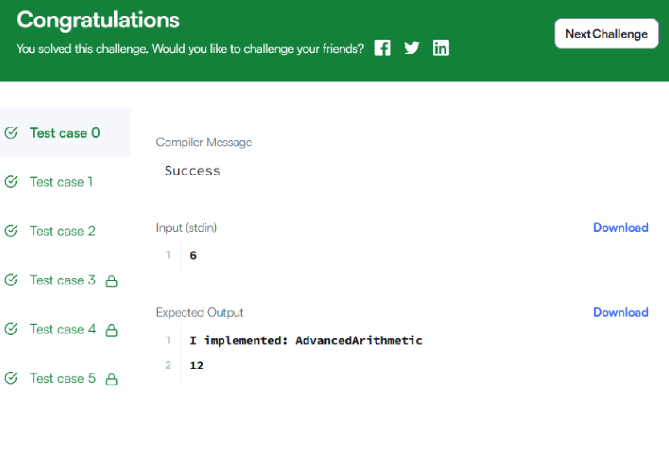 Congratulations
You solved this challenge. Would you like to challenge your friends?
Next Challenge
Test case 0
Test case 1
Test case 2
Test case 3
Test case 4
Test case 5
Compiler Message
Success
Input (stdin)
Download
1 6
Expected Output
Download
1 I implemented: AdvancedArithmetic
2 12